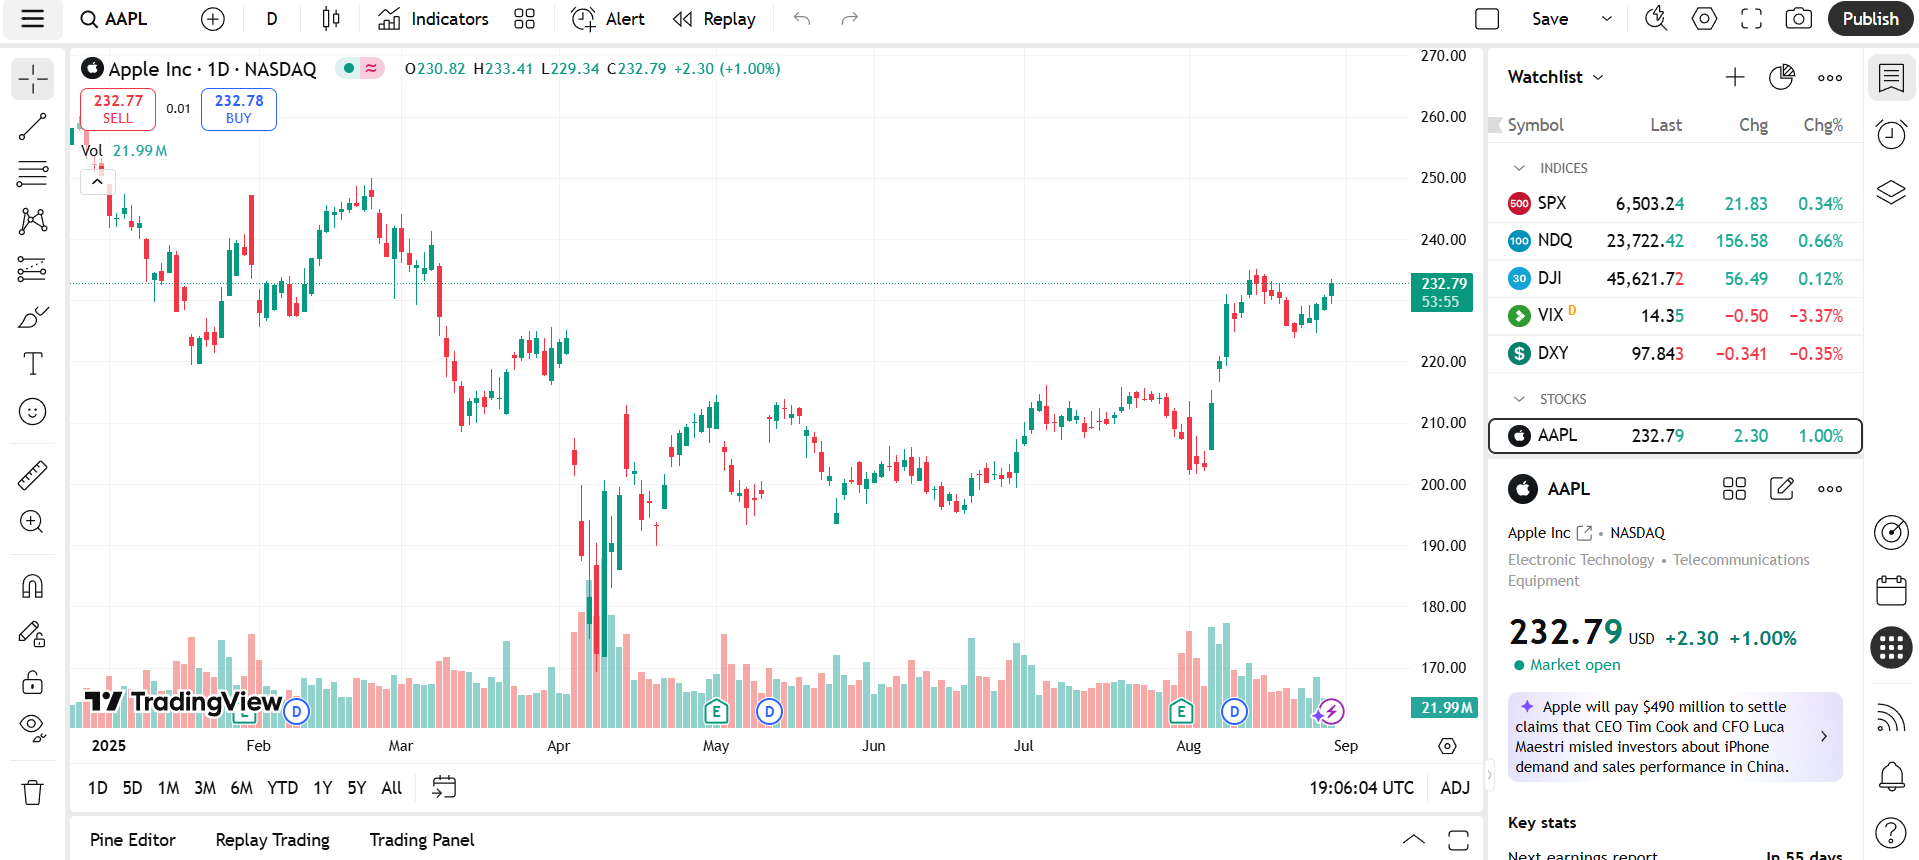 AAPL
D
Indicators
Alert
Replay
Save
Publish
Apple Inc · 1D · NASDAQ
O230.82 H233.41 L229.34 C232.79 +2.30 (+1.00%)
232.77
SELL
0.01
232.78
BUY
Vol 21.99M
270.00
260.00
250.00
240.00
232.79
53:55
220.00
210.00
200.00
190.00
180.00
170.00
21.99M
TradingView
E
D
E
D
E
D
2025
Feb
Mar
Apr
May
Jun
Jul
Aug
Sep
1D 5D 1M 3M 6M YTD 1Y 5Y All
19:06:04 UTC
ADJ
Pine Editor
Replay Trading
Trading Panel
Watchlist
Symbol Last Chg Chg%
INDICES
500 SPX 6,503.24 21.83 0.34%
100 NDQ 23,722.42 156.58 0.66%
30 DJI 45,621.72 56.49 0.12%
VIX D 14.35 −0.50 −3.37%
$ DXY 97.843 −0.341 −0.35%
STOCKS
AAPL 232.79 2.30 1.00%
AAPL
Apple Inc • NASDAQ
Electronic Technology • Telecommunications
Equipment
232.79 USD +2.30 +1.00%
Market open
Apple will pay $490 million to settle
claims that CEO Tim Cook and CFO Luca
Maestri misled investors about iPhone
demand and sales performance in China.
Key stats
Next earnings report In 55 days